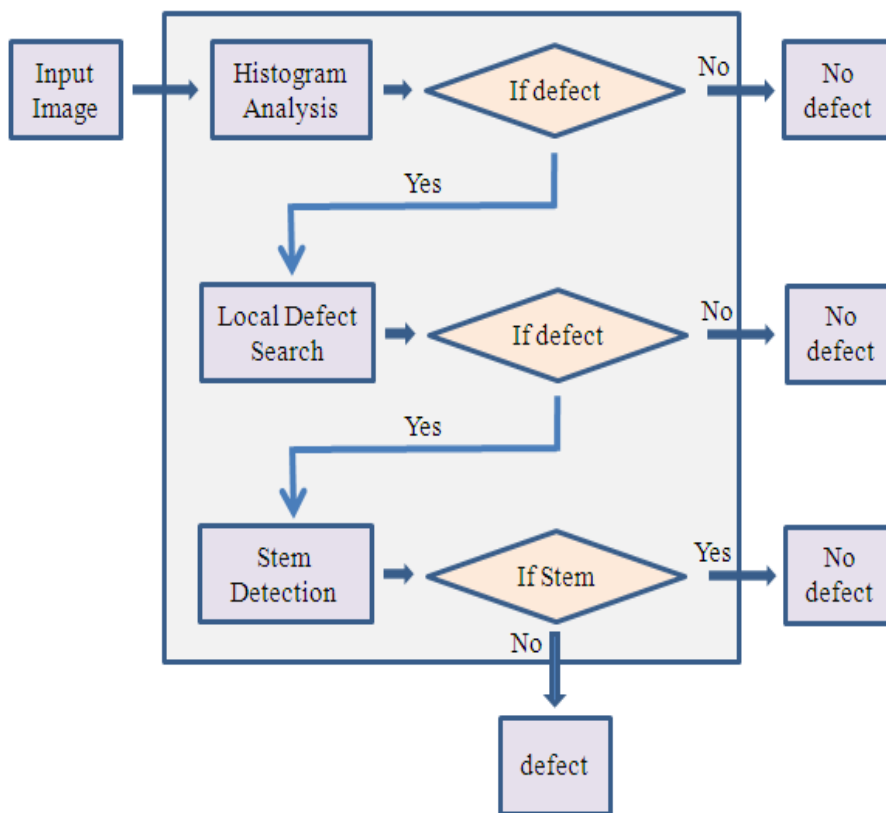 Input
Image
Histogram
Analysis
If defect
No
No
defect
Yes
Local Defect
Search
If defect
No
No
defect
Yes
Stem
Detection
If Stem
Yes
No
defect
No
defect